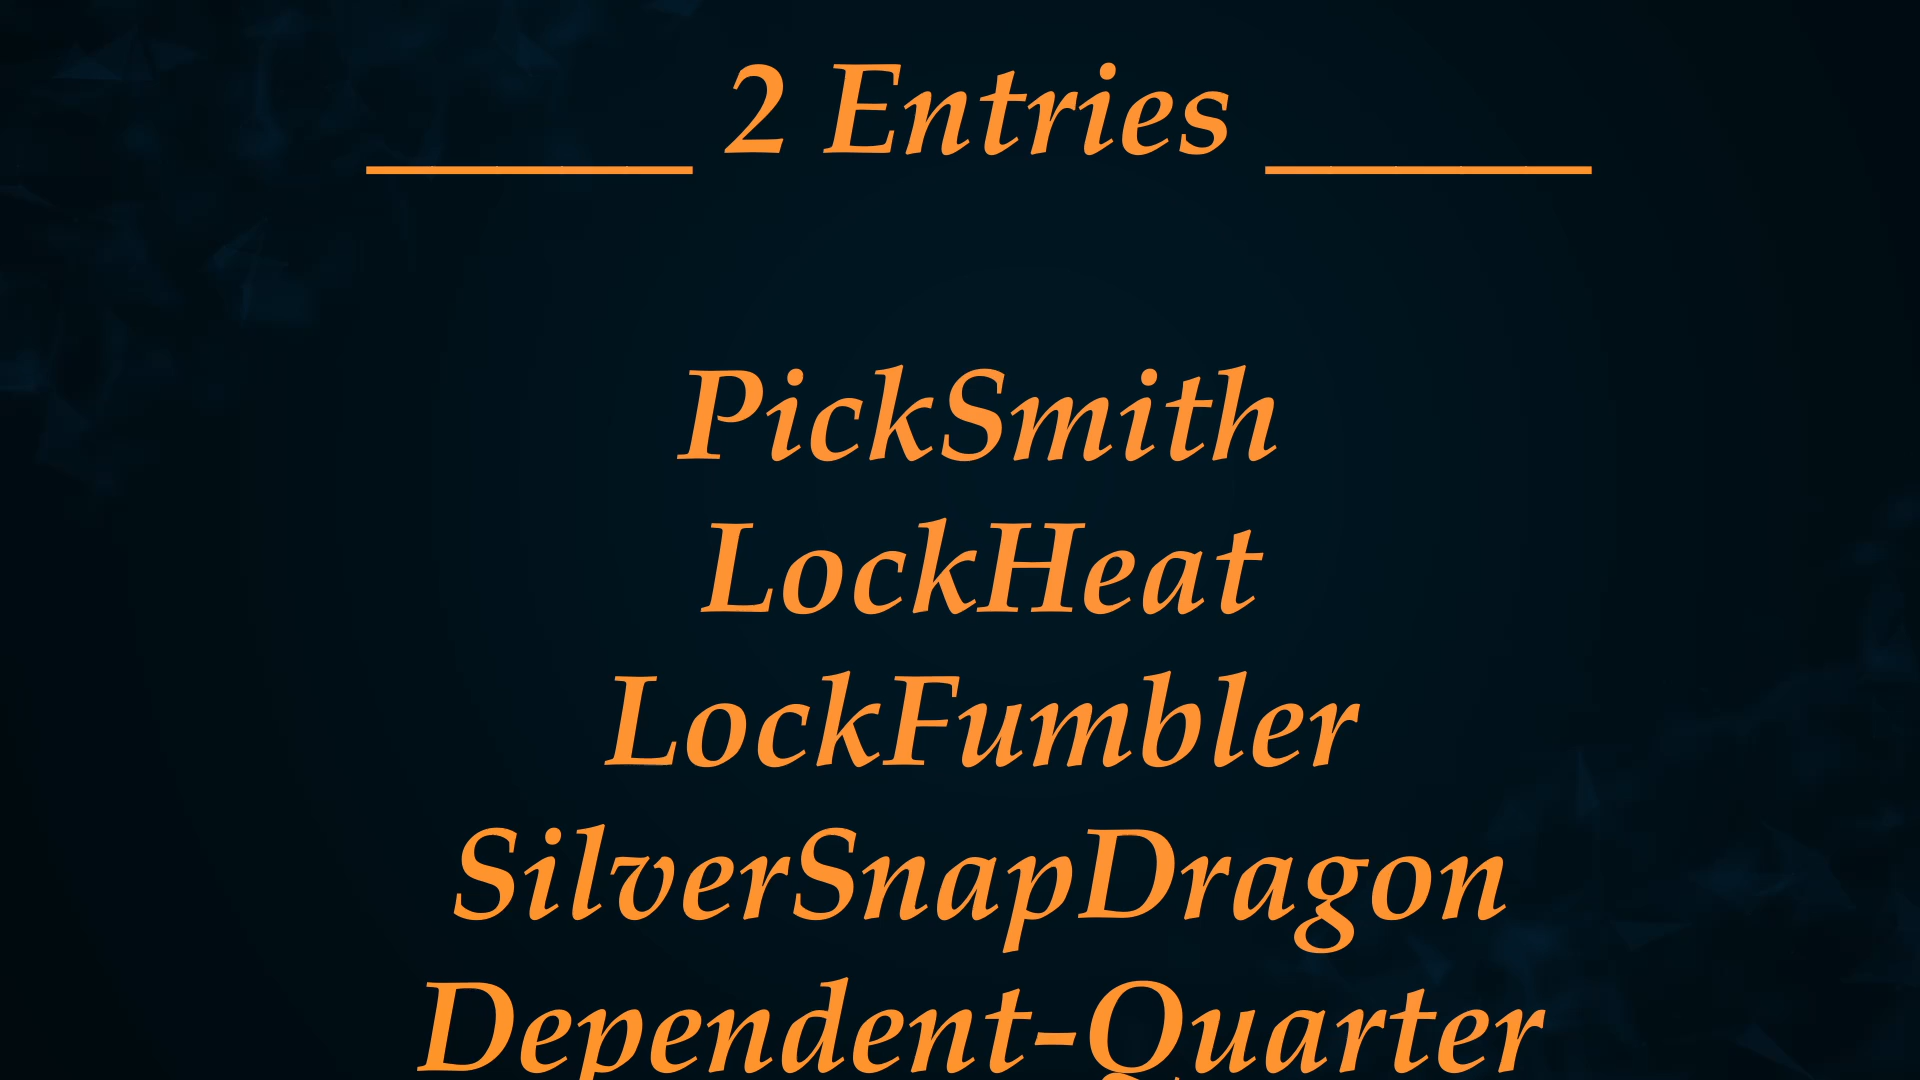 _____ 2 Entries _____
PickSmith
LockHeat
LockFumbler
SilverSnapDragon
Dependent-Quarter